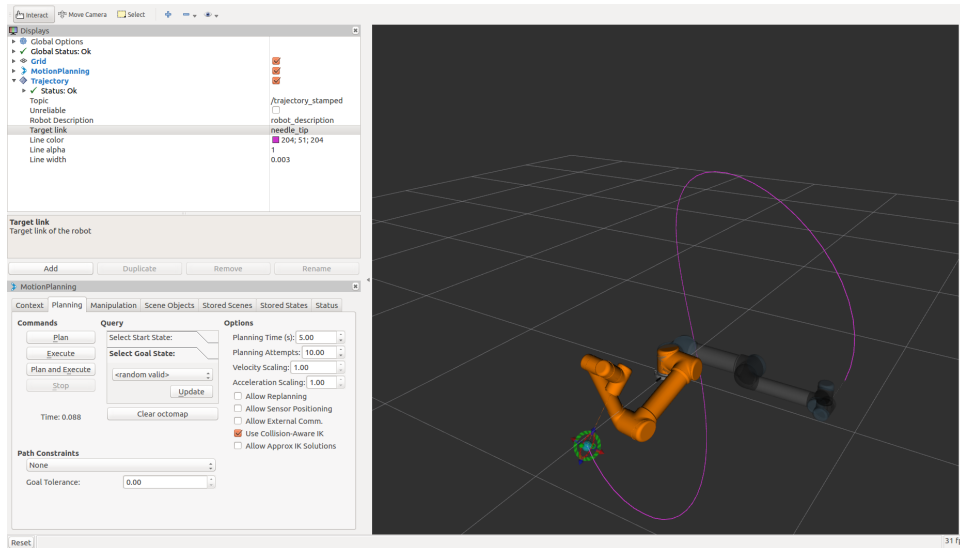 Interact Move Camera Select
Displays
Global Options
Global Status: Ok
Grid
MotionPlanning
Trajectory
Status: Ok
Topic /trajectory_stamped
Unreliable
Robot Description robot_description
Target link needle_tip
Line color 204; 51; 204
Line alpha 1
Line width 0.003
Target link
Target link of the robot
Add Duplicate Remove Rename
MotionPlanning
Context Planning Manipulation Scene Objects Stored Scenes Stored States Status
Commands Query Options
Plan Select Start State: Planning Time (s): 5.00
Execute Select Goal State: Planning Attempts: 10.00
Plan and Execute <random valid> Velocity Scaling: 1.00
Stop Update Acceleration Scaling: 1.00
Allow Replanning
Time: 0.088 Clear octomap Allow Sensor Positioning
Allow External Comm.
Use Collision-Aware IK
Allow Approx IK Solutions
Path Constraints
None
Goal Tolerance: 0.00
Reset 31